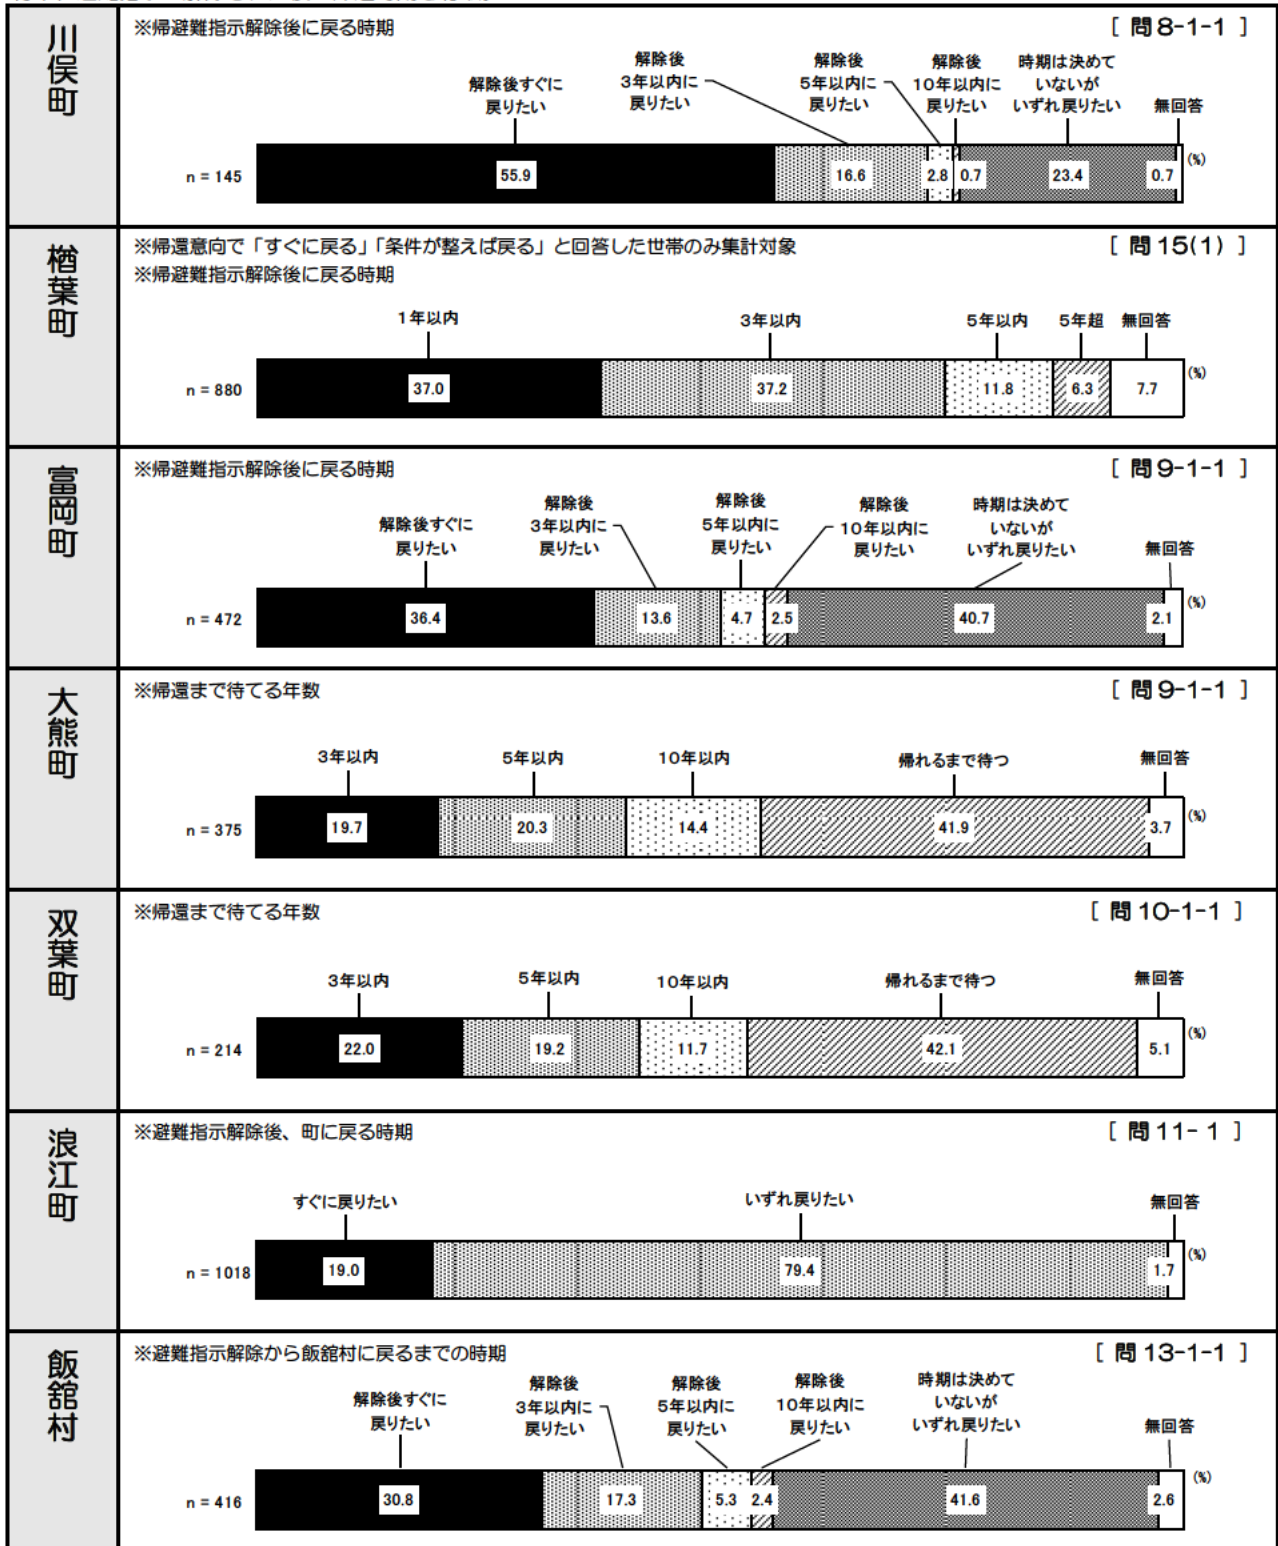 川俣町
※帰避難指示解除後に戻る時期
[ 問8-1-1 ]
解除後すぐに
戻りたい
解除後
3年以内に
戻りたい
解除後
5年以内に
戻りたい
解除後
10年以内に
戻りたい
時期は決めて
いないが
いずれ戻りたい
無回答
n = 145
55.9
16.6
2.8
0.7
23.4
0.7
(%)
楢葉町
※帰還意向で「すぐに戻る」「条件が整えば戻る」と回答した世帯のみ集計対象
[ 問15(1) ]
※帰避難指示解除後に戻る時期
1年以内
3年以内
5年以内
5年超
無回答
n = 880
37.0
37.2
11.8
6.3
7.7
(%)
富岡町
※帰避難指示解除後に戻る時期
[ 問9-1-1 ]
解除後すぐに
戻りたい
解除後
3年以内に
戻りたい
解除後
5年以内に
戻りたい
解除後
10年以内に
戻りたい
時期は決めて
いないが
いずれ戻りたい
無回答
n = 472
36.4
13.6
4.7
2.5
40.7
2.1
(%)
大熊町
※帰還まで待てる年数
[ 問9-1-1 ]
3年以内
5年以内
10年以内
帰れるまで待つ
無回答
n = 375
19.7
20.3
14.4
41.9
3.7
(%)
双葉町
※帰還まで待てる年数
[ 問10-1-1 ]
3年以内
5年以内
10年以内
帰れるまで待つ
無回答
n = 214
22.0
19.2
11.7
42.1
5.1
(%)
浪江町
※避難指示解除後、町に戻る時期
[ 問11- 1 ]
すぐに戻りたい
いずれ戻りたい
無回答
n = 1018
19.0
79.4
1.7
(%)
飯舘村
※避難指示解除から飯舘村に戻るまでの時期
[ 問13-1-1 ]
解除後すぐに
戻りたい
解除後
3年以内に
戻りたい
解除後
5年以内に
戻りたい
解除後
10年以内に
戻りたい
時期は決めて
いないが
いずれ戻りたい
無回答
n = 416
30.8
17.3
5.3
2.4
41.6
2.6
(%)